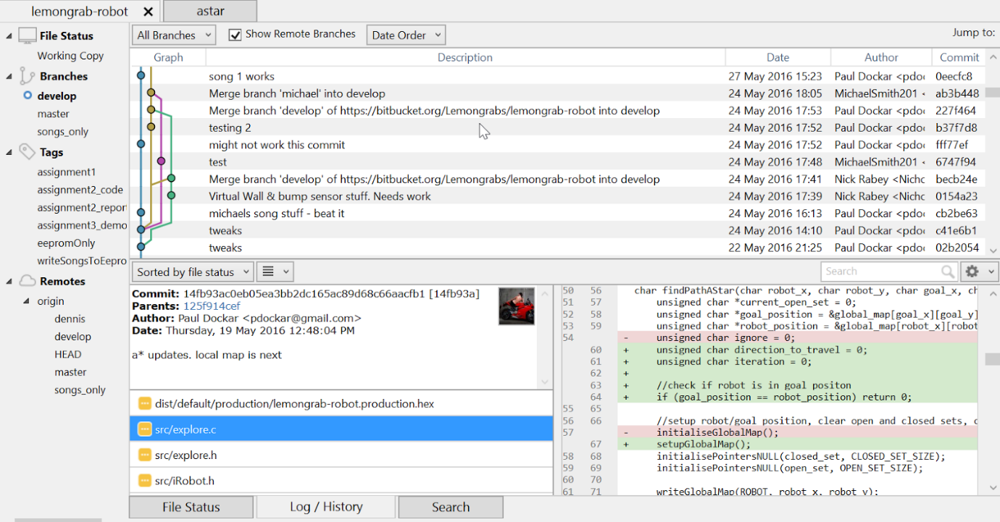 lemongrab-robot astar
File Status
Working Copy
Branches
develop
master
songs_only
Tags
assignment1
assignment2_code
assignment2_repor
assignment3_demo
eepromOnly
writeSongsToEepro
Remotes
origin
dennis
develop
HEAD
master
songs_only
All Branches Show Remote Branches Date Order Jump to:
Graph Description Date Author Commit
song 1 works 27 May 2016 15:23 Paul Dockar <pdoc 0eecfc8
Merge branch 'michael' into develop 24 May 2016 18:05 MichaelSmith201 < ab3b448
Merge branch 'develop' of https://bitbucket.org/Lemongrabs/lemongrab-robot into develop 24 May 2016 17:53 Paul Dockar <pdoc 227f464
testing 2 24 May 2016 17:52 Paul Dockar <pdoc b37f7d8
might not work this commit 24 May 2016 17:52 Paul Dockar <pdoc fff77ef
test 24 May 2016 17:48 MichaelSmith201 < 6747f94
Merge branch 'develop' of https://bitbucket.org/Lemongrabs/lemongrab-robot into develop 24 May 2016 17:41 Nick Rabey <Nichc becb24e
Virtual Wall & bump sensor stuff. Needs work 24 May 2016 17:39 Nick Rabey <Nichc 0154a23
michaels song stuff - beat it 24 May 2016 16:13 Paul Dockar <pdoc cb2be63
tweaks 24 May 2016 14:10 Paul Dockar <pdoc c41e6b1
tweaks 22 May 2016 21:25 Paul Dockar <pdoc 02b2054
Sorted by file status Search
Commit: 14fb93ac0eb05ea3bb2dc165ac89d68c66aacfb1 [14fb93a]
Parents: 125f914cef
Author: Paul Dockar <pdockar@gmail.com>
Date: Thursday, 19 May 2016 12:48:04 PM
a* updates. local map is next
dist/default/production/lemongrab-robot.production.hex
src/explore.c
src/explore.h
src/iRobot.h
50 56 char findPathAStar(char robot_x, char robot_y, char goal_x, ch
51 57 unsigned char *current_open_set = 0;
52 58 unsigned char *goal_position = &global_map[goal_x][goal_y]
53 59 unsigned char *robot_position = &global_map[robot_x][robot
54 - unsigned char ignore = 0;
60 + unsigned char direction_to_travel = 0;
61 + unsigned char iteration = 0;
62 +
63 + //check if robot is in goal positon
64 + if (goal_position == robot_position) return 0;
55 65
56 66 //setup robot/goal position, clear open and closed sets, c
57 - initialiseGlobalMap();
67 + setupGlobalMap();
58 68 initialisePointersNULL(closed_set, CLOSED_SET_SIZE);
59 69 initialisePointersNULL(open_set, OPEN_SET_SIZE);
60 70
61 71 writeGlobalMap(ROBOT, robot_x, robot_y);
File Status Log / History Search